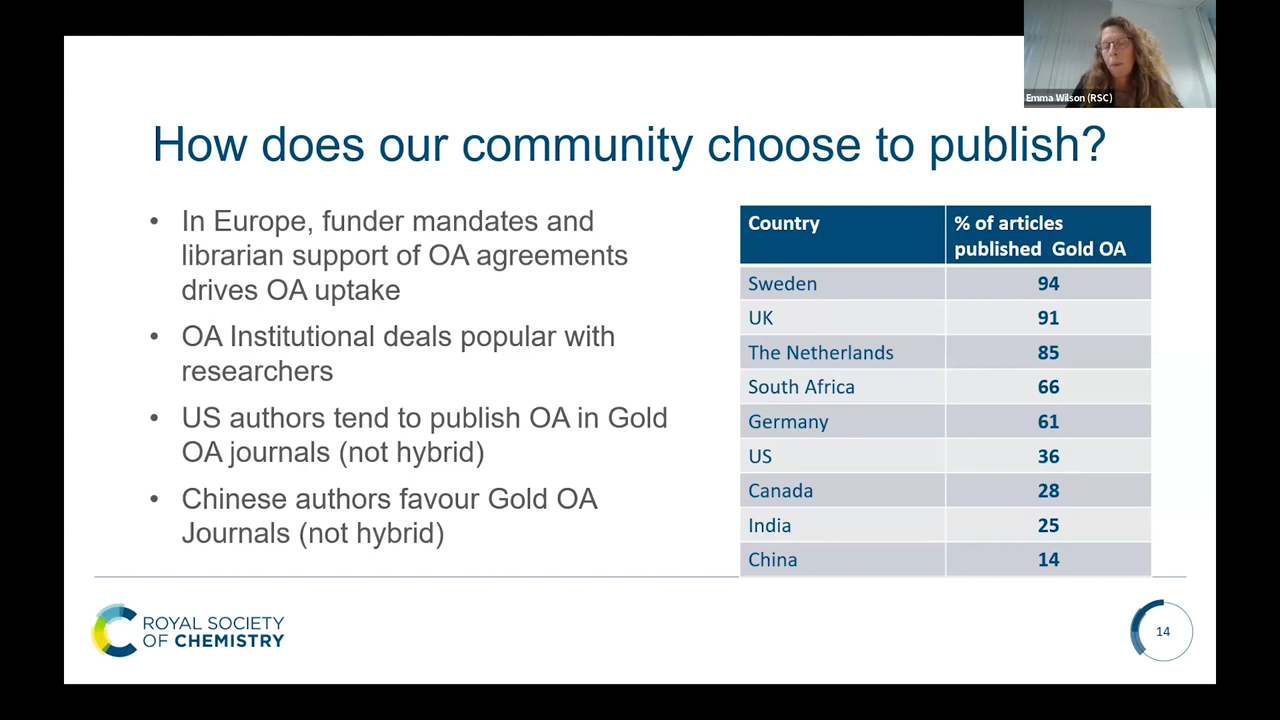 Emma Wilson (RSC)
How does our community choose to publish?
• In Europe, funder mandates and
librarian support of OA agreements
drives OA uptake
• OA Institutional deals popular with
researchers
• US authors tend to publish OA in Gold
OA journals (not hybrid)
• Chinese authors favour Gold OA
Journals (not hybrid)
Country % of articles
published Gold OA
Sweden 94
UK 91
The Netherlands 85
South Africa 66
Germany 61
US 36
Canada 28
India 25
China 14
ROYAL SOCIETY
OF CHEMISTRY
14